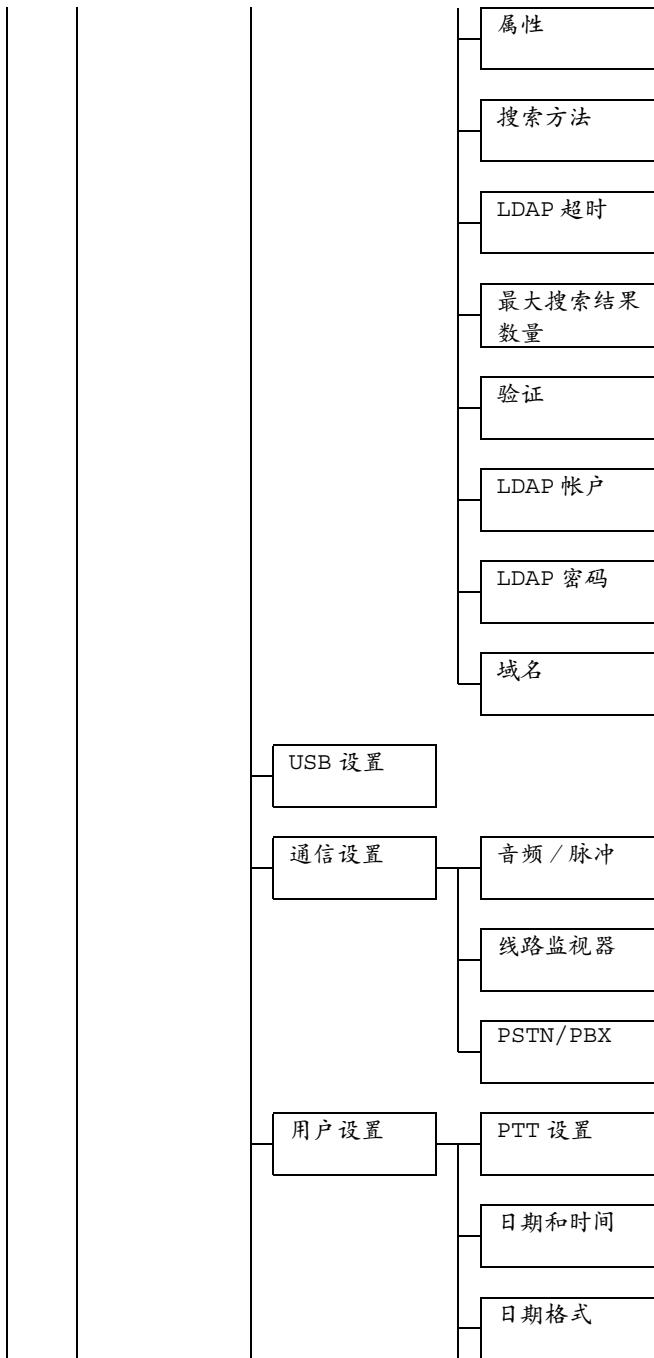 属性
搜索方法
LDAP 超时
最大搜索结果
数量
验证
LDAP 帐户
LDAP 密码
域名
USB 设置
通信设置
音频／脉冲
线路监视器
PSTN/PBX
用户设置
PTT 设置
日期和时间
日期格式